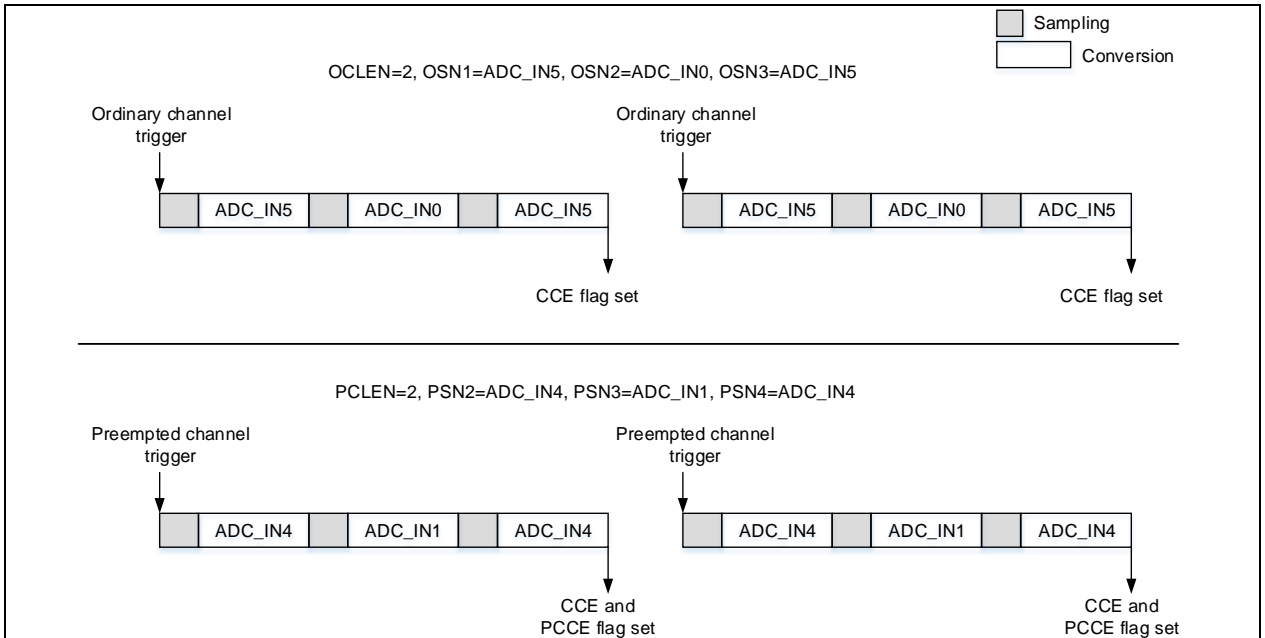 Sampling
Conversion
OCLEN=2, OSN1=ADC_IN5, OSN2=ADC_IN0, OSN3=ADC_IN5
Ordinary channel
trigger
Ordinary channel
trigger
ADC_IN5 ADC_IN0 ADC_IN5
ADC_IN5 ADC_IN0 ADC_IN5
CCE flag set
CCE flag set
PCLEN=2, PSN2=ADC_IN4, PSN3=ADC_IN1, PSN4=ADC_IN4
Preempted channel
trigger
Preempted channel
trigger
ADC_IN4 ADC_IN1 ADC_IN4
ADC_IN4 ADC_IN1 ADC_IN4
CCE and
PCCE flag set
CCE and
PCCE flag set